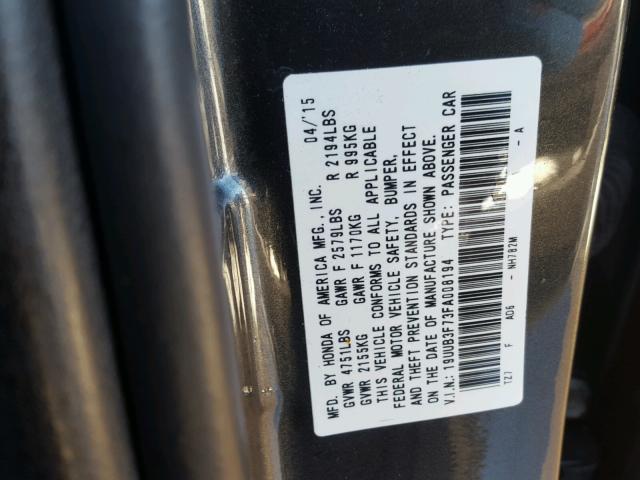 MFD. BY HONDA OF AMERICA MFG., INC. 04/'15
GVWR 4751LBS GAWR F 2579LBS R 2194LBS
GVWR 2155KG GAWR F 1170KG R 995KG
THIS VEHICLE CONFORMS TO ALL APPLICABLE
FEDERAL MOTOR VEHICLE SAFETY, BUMPER,
AND THEFT PREVENTION STANDARDS IN EFFECT
ON THE DATE OF MANUFACTURE SHOWN ABOVE.
V.I.N.: 19UUB3F73FA008194 TYPE: PASSENGER CAR
TZ7 F AD6 - NH782M - A